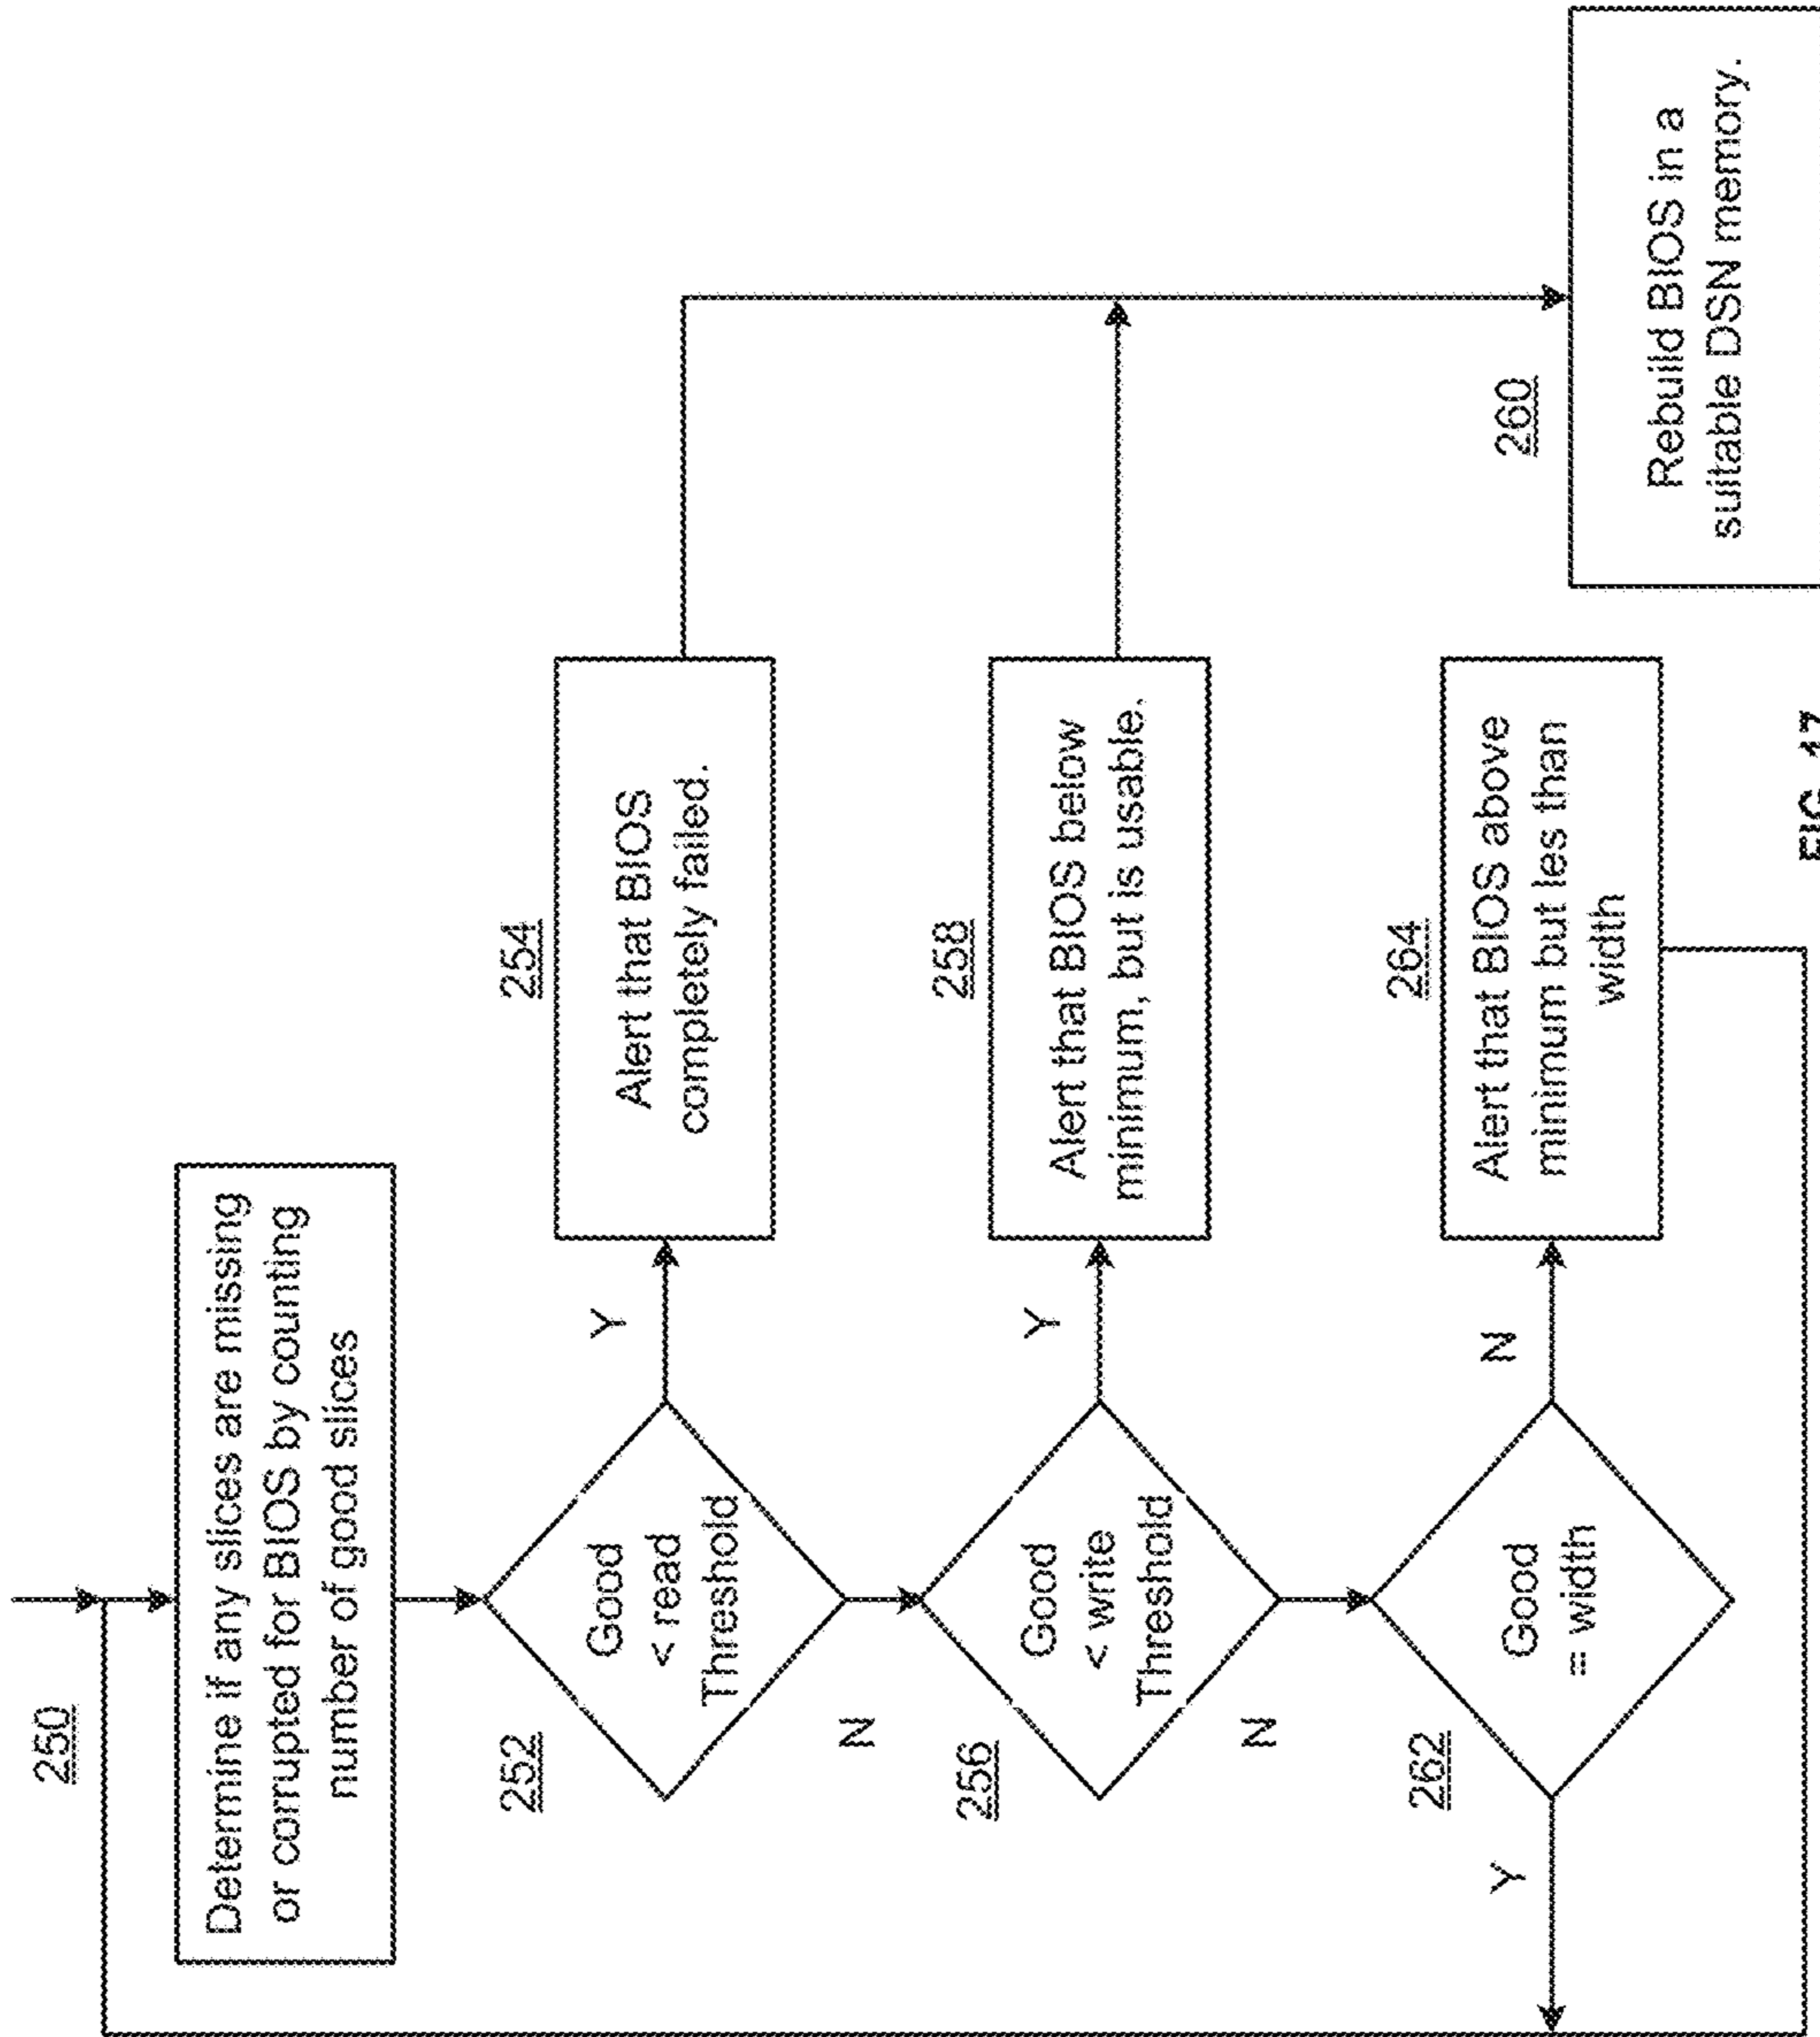 250
Determine if any slices are missing
or corrupted for BIOS by counting
number of good slices
252
Good
< read
Threshold
Y
N
254
Alert that BIOS
completely failed.
256
Good
< write
Threshold
Y
N
258
Alert that BIOS below
minimum, but is usable.
260
Rebuild BIOS in a
suitable DSN memory.
262
Good
= width
Y
N
264
Alert that BIOS above
minimum but les than
width
FIG. 17